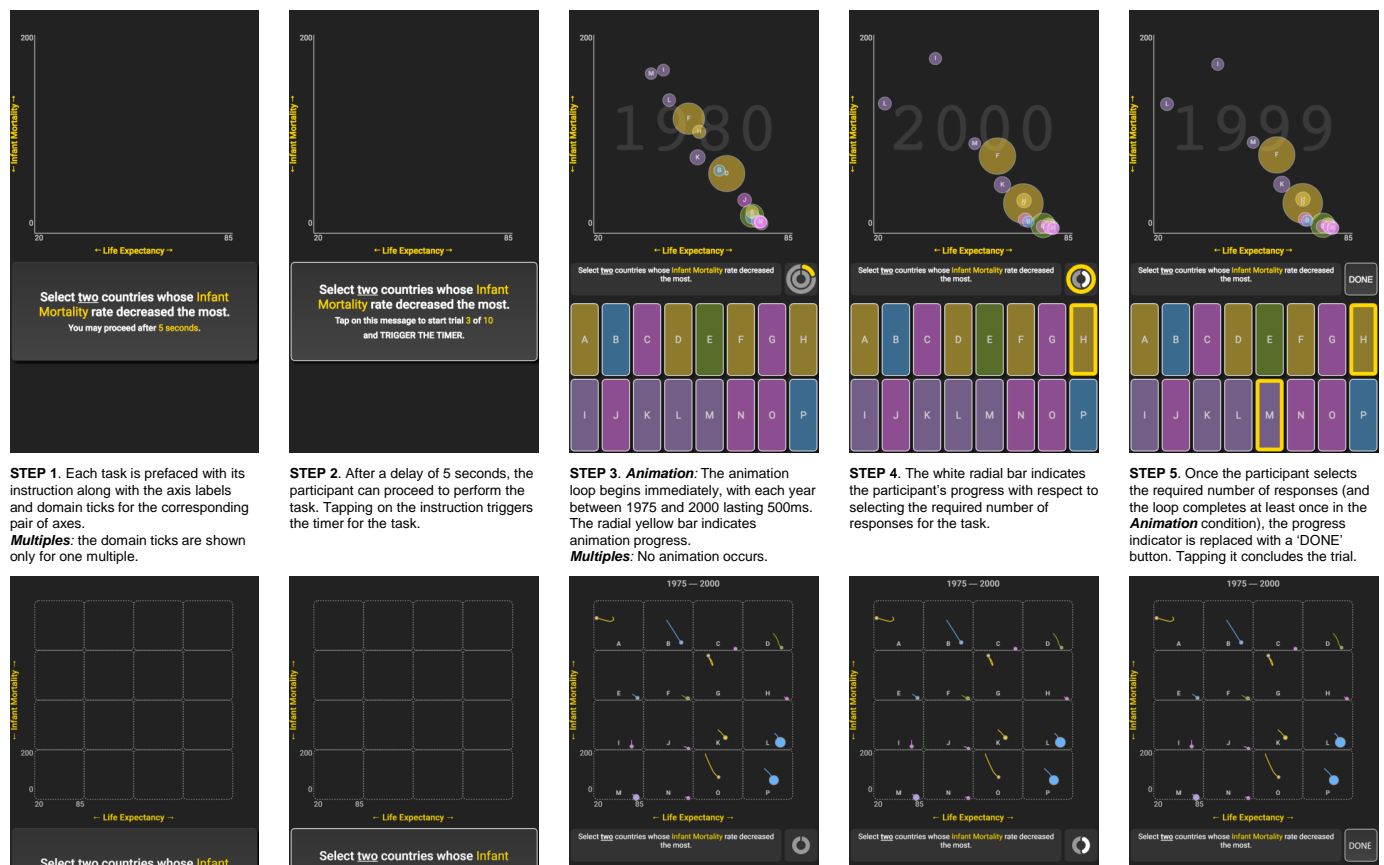 200
← Infant Mortality →
0
20
85
← Life Expectancy →
Select two countries whose Infant
Mortality rate decreased the most.
You may proceed after 5 seconds.
200
0
20
85
← Life Expectancy →
Select two countries whose Infant
Mortality rate decreased the most.
Tap on this message to start trial 3 of 10
and TRIGGER THE TIMER.
200
← Infant Mortality →
0
20
85
← Life Expectancy →
1980
M
I
L
F
K
D
J
Select two countries whose Infant Mortality rate decreased
the most.
A B C D E F G H
I J K L M N O P
200
← Infant Mortality →
0
20
85
← Life Expectancy →
2000
I
L
M
F
K
Select two countries whose Infant Mortality rate decreased
the most.
A B C D E F G H
I J K L M N O P
200
← Infant Mortality →
0
20
85
← Life Expectancy →
1999
I
L
M
F
K
Select two countries whose Infant Mortality rate decreased
the most.
DONE
A B C D E F G H
I J K L M N O P
STEP 1. Each task is prefaced with its
instruction along with the axis labels
and domain ticks for the corresponding
pair of axes.
Multiples: the domain ticks are shown
only for one multiple.
STEP 2. After a delay of 5 seconds, the
participant can proceed to perform the
task. Tapping on the instruction triggers
the timer for the task.
STEP 3. Animation: The animation
loop begins immediately, with each year
between 1975 and 2000 lasting 500ms.
The radial yellow bar indicates
animation progress.
Multiples: No animation occurs.
STEP 4. The white radial bar indicates
the participant's progress with respect to
selecting the required number of
responses for the task.
STEP 5. Once the participant selects
the required number of responses (and
the loop completes at least once in the
Animation condition), the progress
indicator is replaced with a 'DONE'
button. Tapping it concludes the trial.
← Infant Mortality →
200
0
20
85
← Life Expectancy →
Select two countries whose Infant
200
0
20
85
← Life Expectancy →
Select two countries whose Infant
1975 — 2000
← Infant Mortality →
A B C D
E F G H
I J K L
200
M N O P
0
20
85
← Life Expectancy →
Select two countries whose Infant Mortality rate decreased
the most.
1975 — 2000
← Infant Mortality →
A B C D
E F G H
I J K L
200
M N O P
0
20
85
← Life Expectancy →
Select two countries whose Infant Mortality rate decreased
the most.
1975 — 2000
← Infant Mortality →
A B C D
E F G H
I J K L
200
M N O P
0
20
85
← Life Expectancy →
Select two countries whose Infant Mortality rate decreased
the most.
DONE